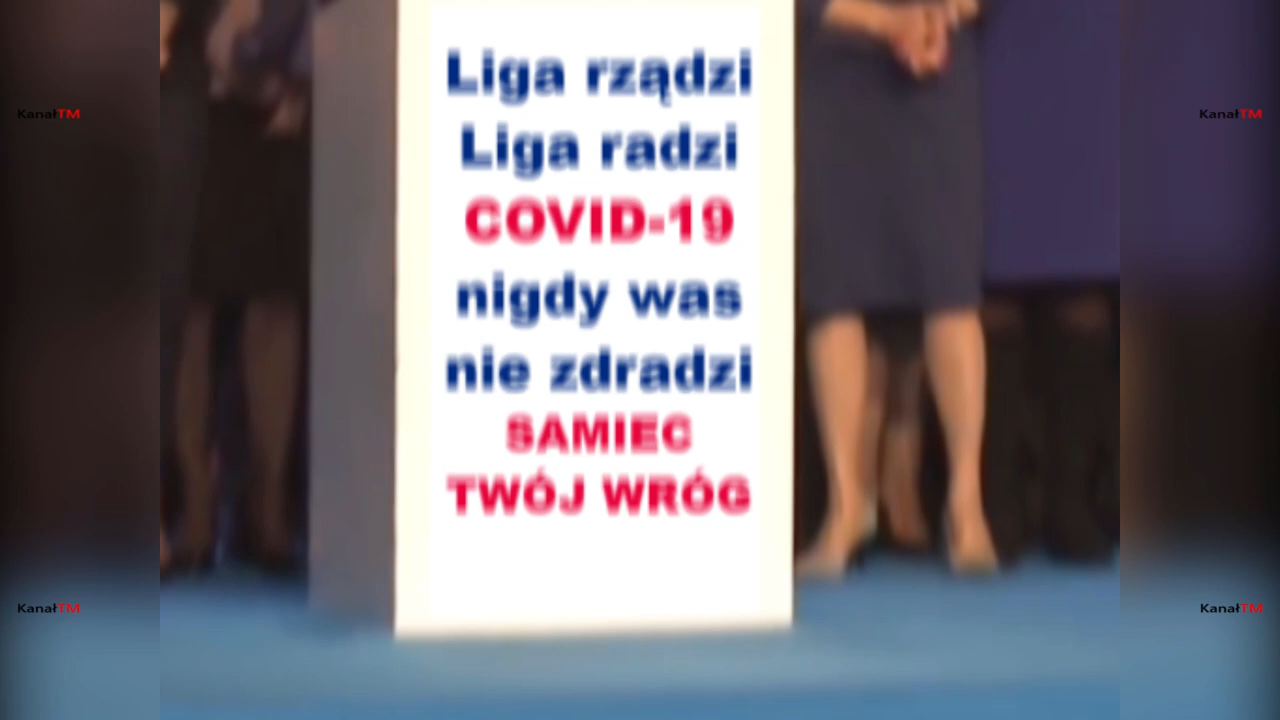 Liga rządzi
Liga radzi
COVID-19
nigdy was
nie zdradzi
SAMIEC
TWÓJ WRÓG
KanałTM
KanałTM
KanałTM
KanałTM